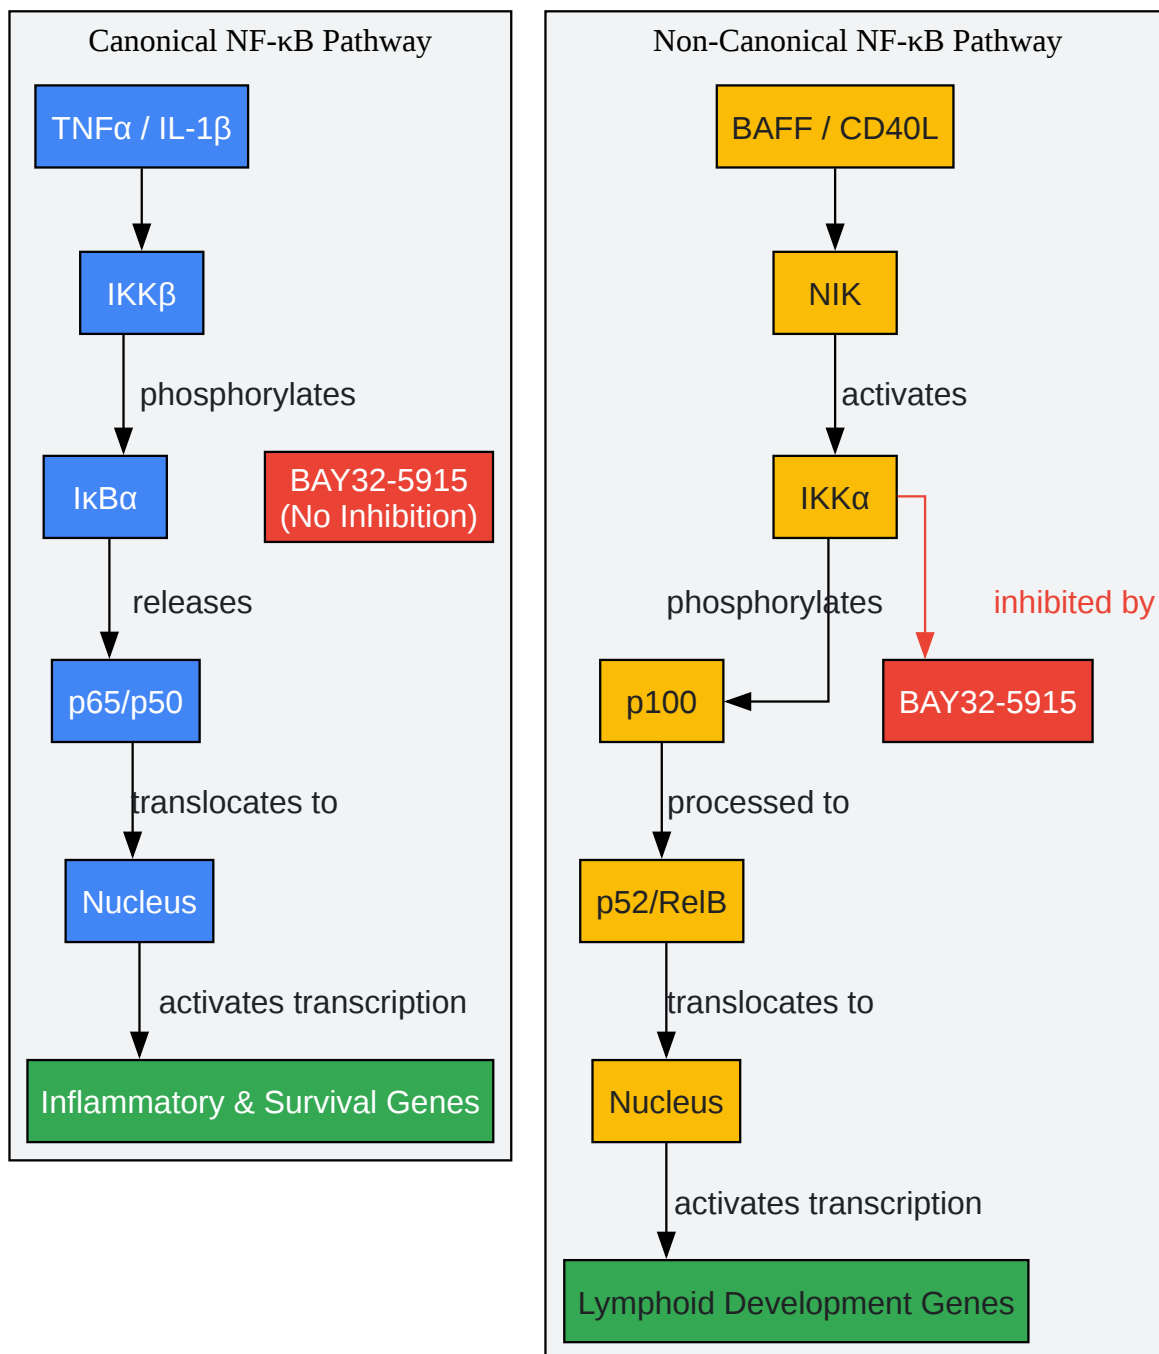 Canonical NF-κB Pathway
TNFα / IL-1β
IKKβ
phosphorylates
IκBα
BAY32-5915
(No Inhibition)
releases
p65/p50
translocates to
Nucleus
activates transcription
Inflammatory & Survival Genes
Non-Canonical NF-κB Pathway
BAFF / CD40L
NIK
activates
IKKα
phosphorylates
inhibited by
p100
BAY32-5915
processed to
p52/RelB
translocates to
Nucleus
activates transcription
Lymphoid Development Genes